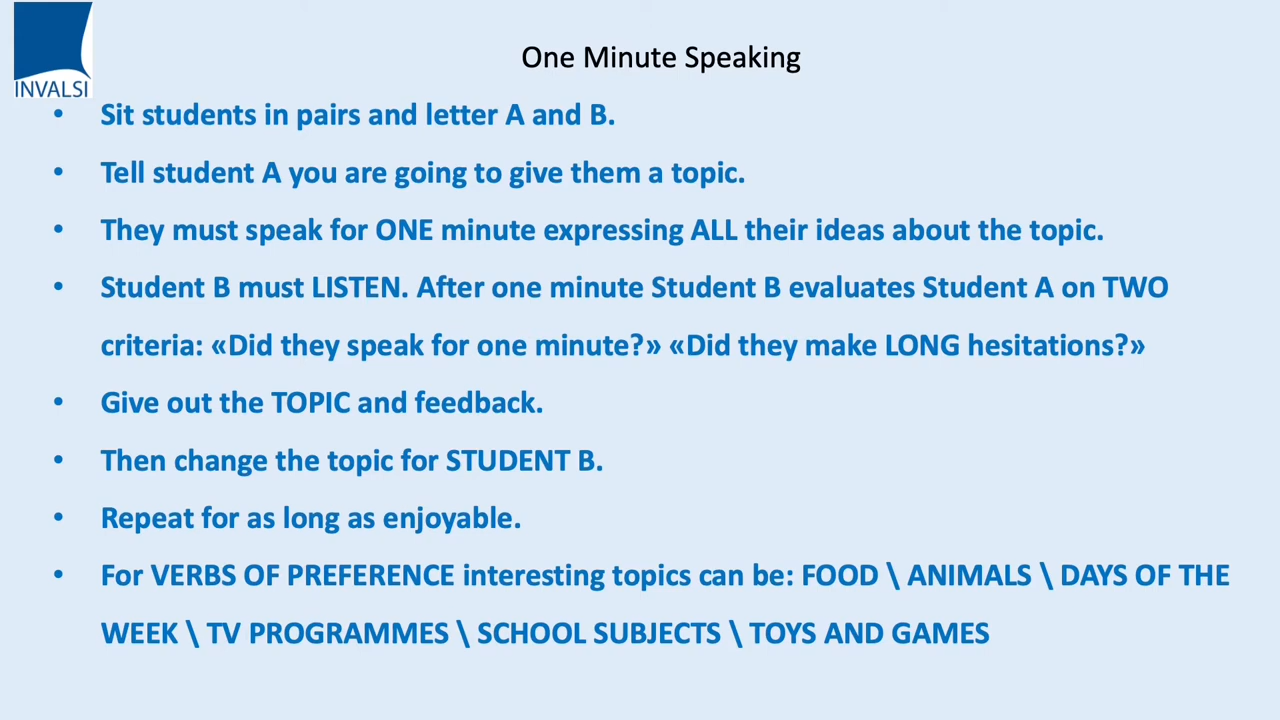 INVALSI
One Minute Speaking
• Sit students in pairs and letter A and B.
• Tell student A you are going to give them a topic.
• They must speak for ONE minute expressing ALL their ideas about the topic.
• Student B must LISTEN. After one minute Student B evaluates Student A on TWO
criteria: «Did they speak for one minute?» «Did they make LONG hesitations?»
• Give out the TOPIC and feedback.
• Then change the topic for STUDENT B.
• Repeat for as long as enjoyable.
• For VERBS OF PREFERENCE interesting topics can be: FOOD \ ANIMALS \ DAYS OF THE
WEEK \ TV PROGRAMMES \ SCHOOL SUBJECTS \ TOYS AND GAMES